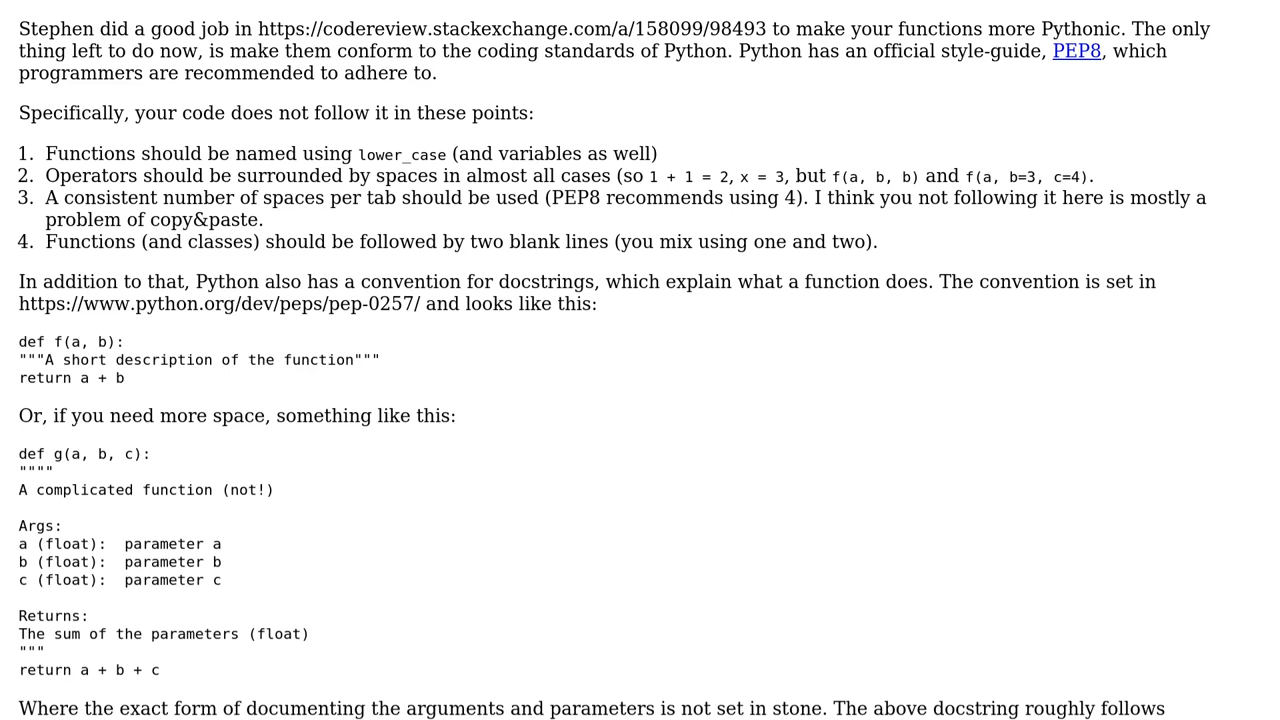 Stephen did a good job in https://codereview.stackexchange.com/a/158099/98493 to make your functions more Pythonic. The only
thing left to do now, is make them conform to the coding standards of Python. Python has an official style-guide, PEP8, which
programmers are recommended to adhere to.
Specifically, your code does not follow it in these points:
1. Functions should be named using lower_case (and variables as well)
2. Operators should be surrounded by spaces in almost all cases (so 1 + 1 = 2, x = 3, but f(a, b, b) and f(a, b=3, c=4).
3. A consistent number of spaces per tab should be used (PEP8 recommends using 4). I think you not following it here is mostly a
problem of copy&paste.
4. Functions (and classes) should be followed by two blank lines (you mix using one and two).
In addition to that, Python also has a convention for docstrings, which explain what a function does. The convention is set in
https://www.python.org/dev/peps/pep-0257/ and looks like this:
def f(a, b):
"""A short description of the function"""
return a + b
Or, if you need more space, something like this:
def g(a, b, c):
""""
A complicated function (not!)
Args:
a (float):  parameter a
b (float):  parameter b
c (float):  parameter c
Returns:
The sum of the parameters (float)
"""
return a + b + c
Where the exact form of documenting the arguments and parameters is not set in stone. The above docstring roughly follows